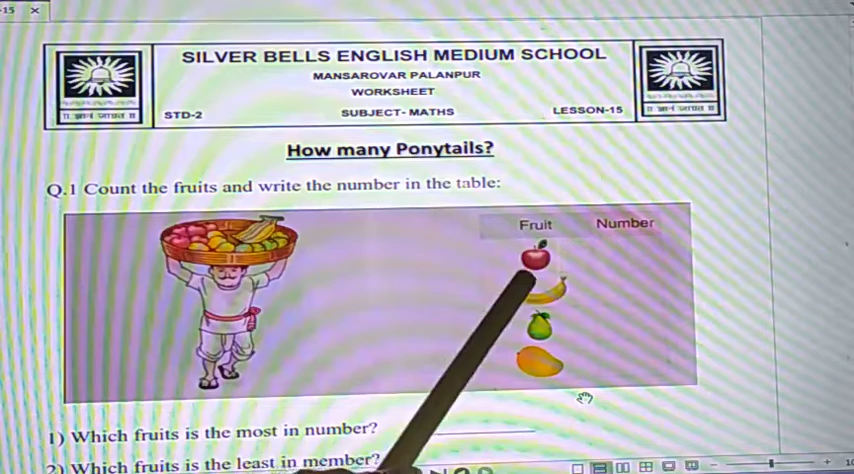 -15 ×
SILVER BELLS ENGLISH MEDIUM SCHOOL
MANSAROVAR PALANPUR
WORKSHEET
STD-2 SUBJECT- MATHS LESSON-15
How many Ponytails?
Q.1 Count the fruits and write the number in the table:
Fruit Number
1) Which fruits is the most in number?
2) Which fruits is the least in member?